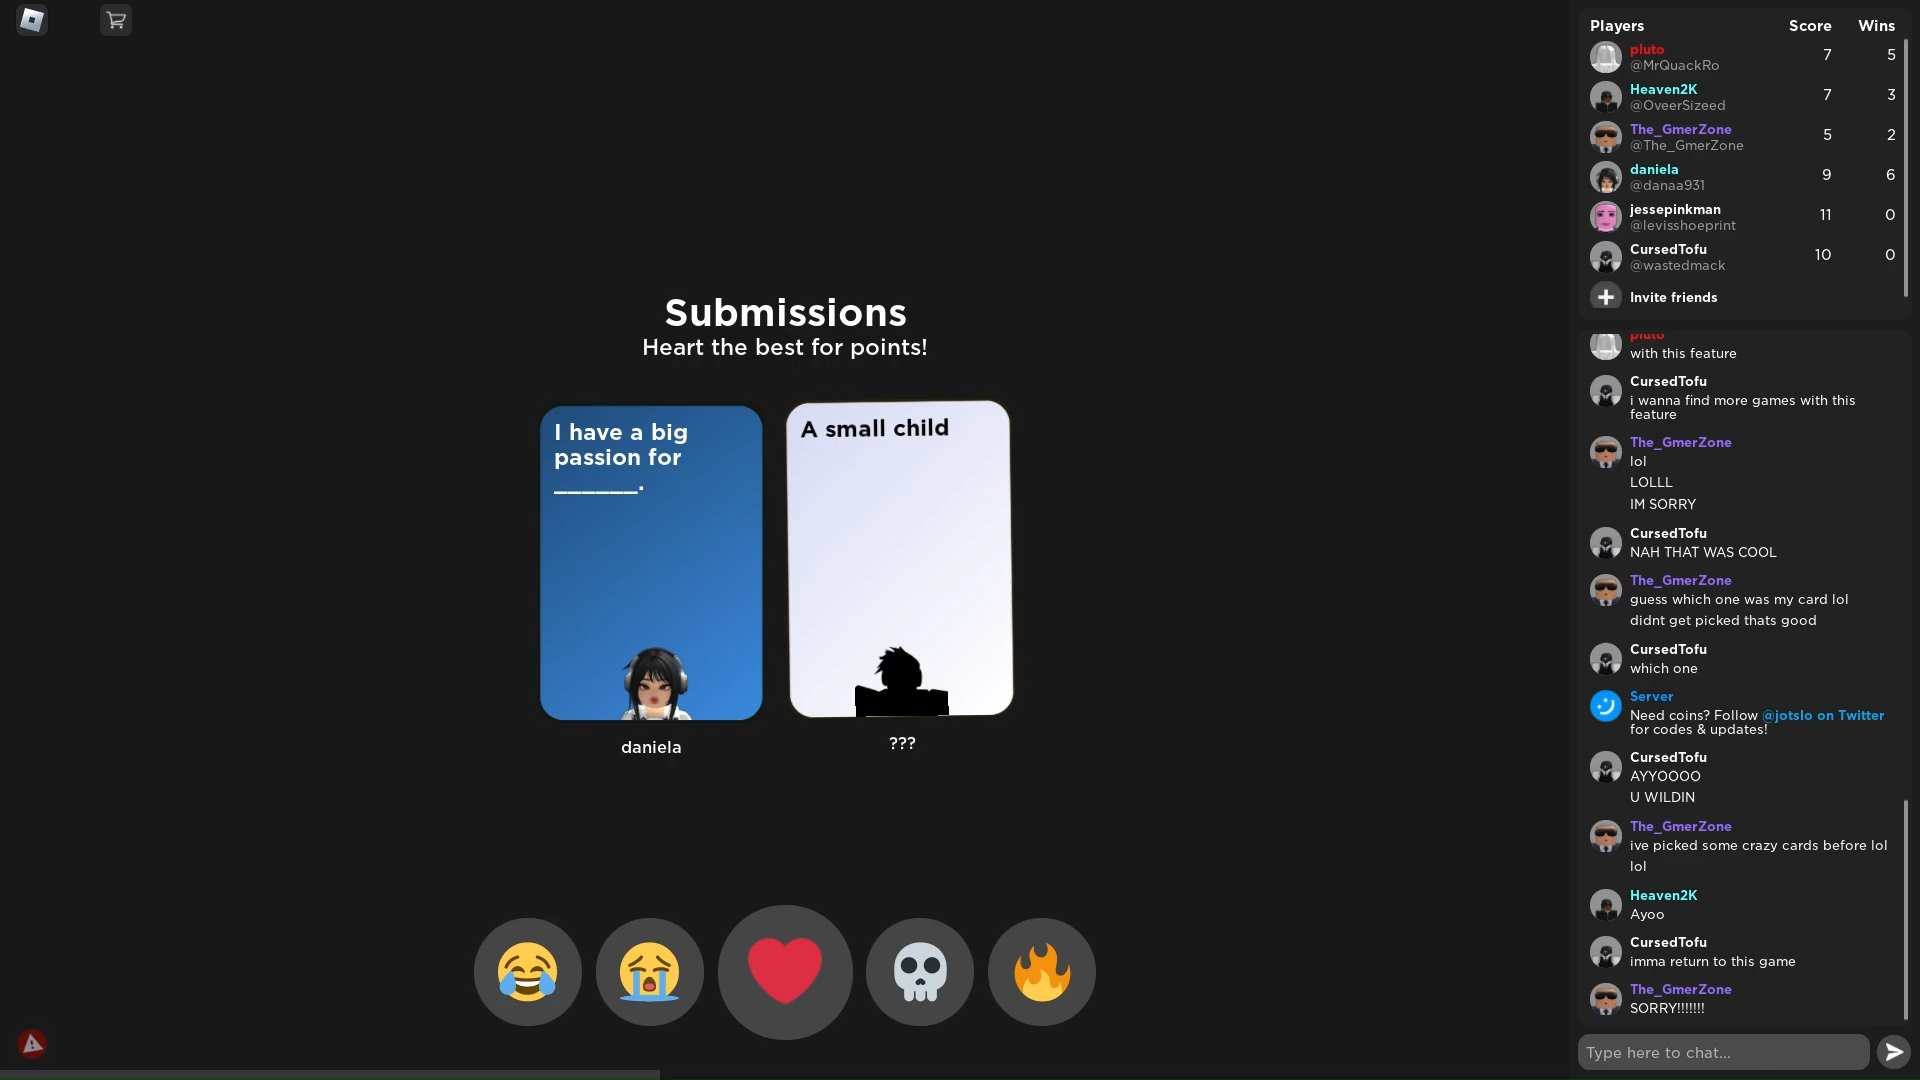 Players Score Wins
pluto
@MrQuackRo
7 5
Heaven2K
@OveerSizeed
7 3
The_GmerZone
@The_GmerZone
5 2
daniela
@danaa931
9 6
jessepinkman
@levisshoeprint
11 0
CursedTofu
@wastedmack
10 0
Invite friends
Submissions
Heart the best for points!
I have a big
passion for
______.
daniela
A small child
???
pluto
with this feature
CursedTofu
i wanna find more games with this
feature
The_GmerZone
lol
LOLLL
IM SORRY
CursedTofu
NAH THAT WAS COOL
The_GmerZone
guess which one was my card lol
didnt get picked thats good
CursedTofu
which one
Server
Need coins? Follow @jotslo on Twitter
for codes & updates!
CursedTofu
AYYOOOO
U WILDIN
The_GmerZone
ive picked some crazy cards before lol
lol
Heaven2K
Ayoo
CursedTofu
imma return to this game
The_GmerZone
SORRY!!!!!!!
Type here to chat...